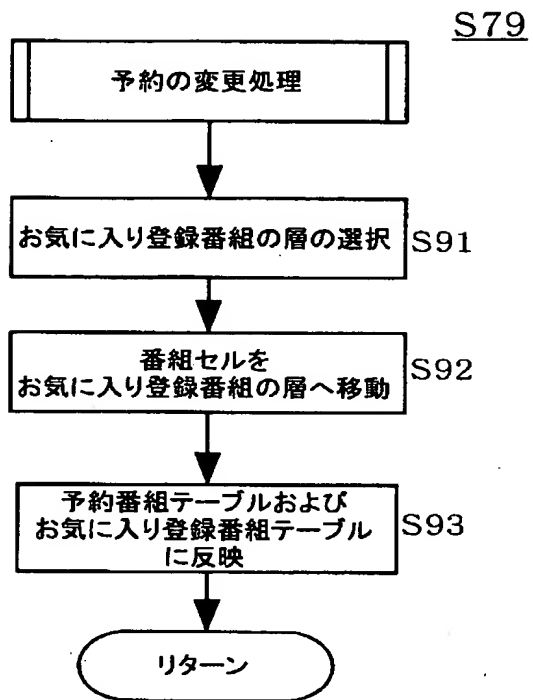 S79
予約の変更処理
お気に入り登録番組の層の選択
S91
番組セルを
お気に入り登録番組の層へ移動
S92
予約番組テーブルおよび
お気に入り登録番組テーブル
に反映
S93
リターン